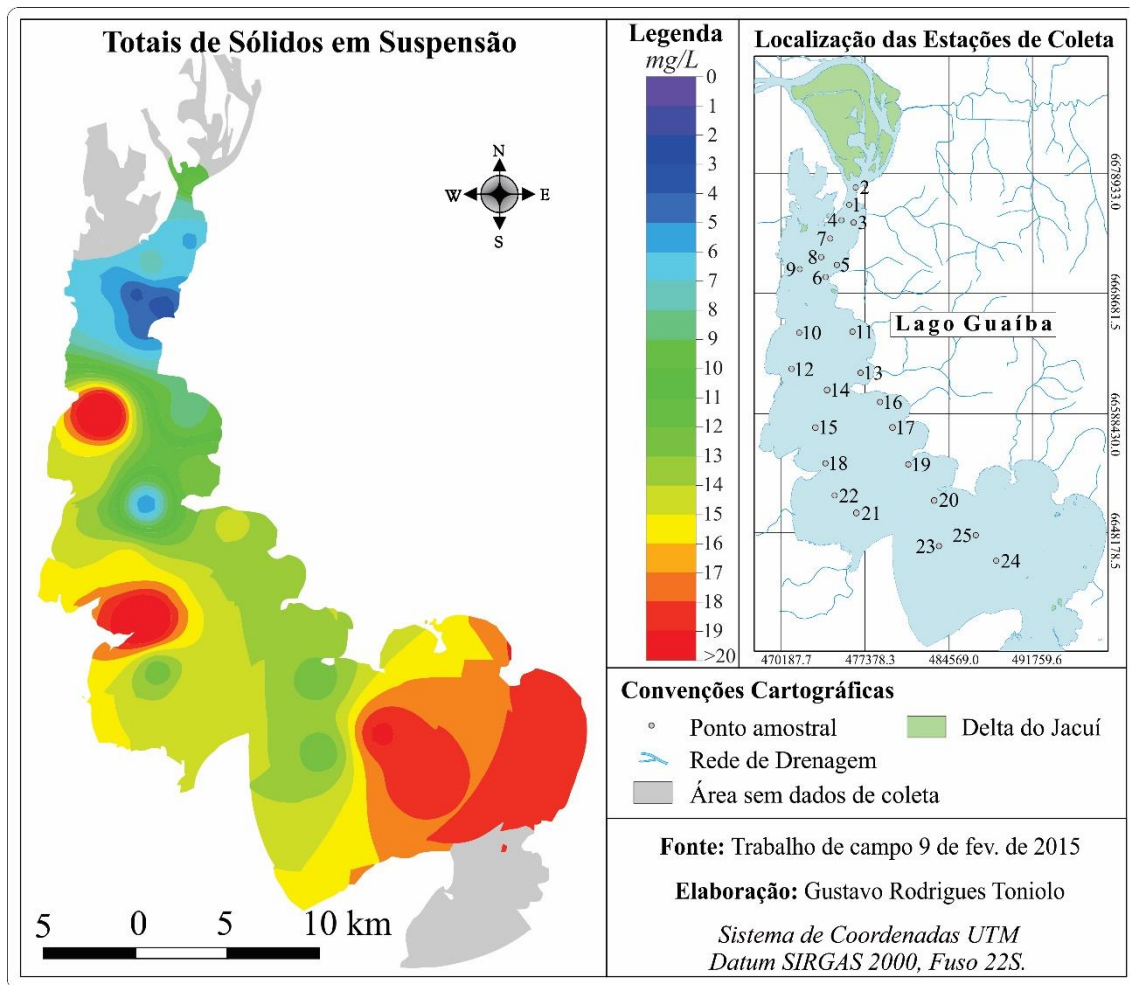 Totais de Sólidos em Suspensão
N
W
E
S
5 0 5 10 km
Legenda
mg/L
0
1
2
3
4
5
6
7
8
9
10
11
12
13
14
15
16
17
18
19
>20
Localização das Estações de Coleta
2
1
4
3
7
8
5
9
6
10
11
12
13
14
16
15
17
18
19
22
20
21
25
23
24
Lago Guaíba
6678933.0
6668681.5
66588430.0
6648178.5
470187.7 477378.3 484569.0 491759.6
Convenções Cartográficas
Ponto amostral
Delta do Jacuí
Rede de Drenagem
Área sem dados de coleta
Fonte: Trabalho de campo 9 de fev. de 2015
Elaboração: Gustavo Rodrigues Toniolo
Sistema de Coordenadas UTM
Datum SIRGAS 2000, Fuso 22S.